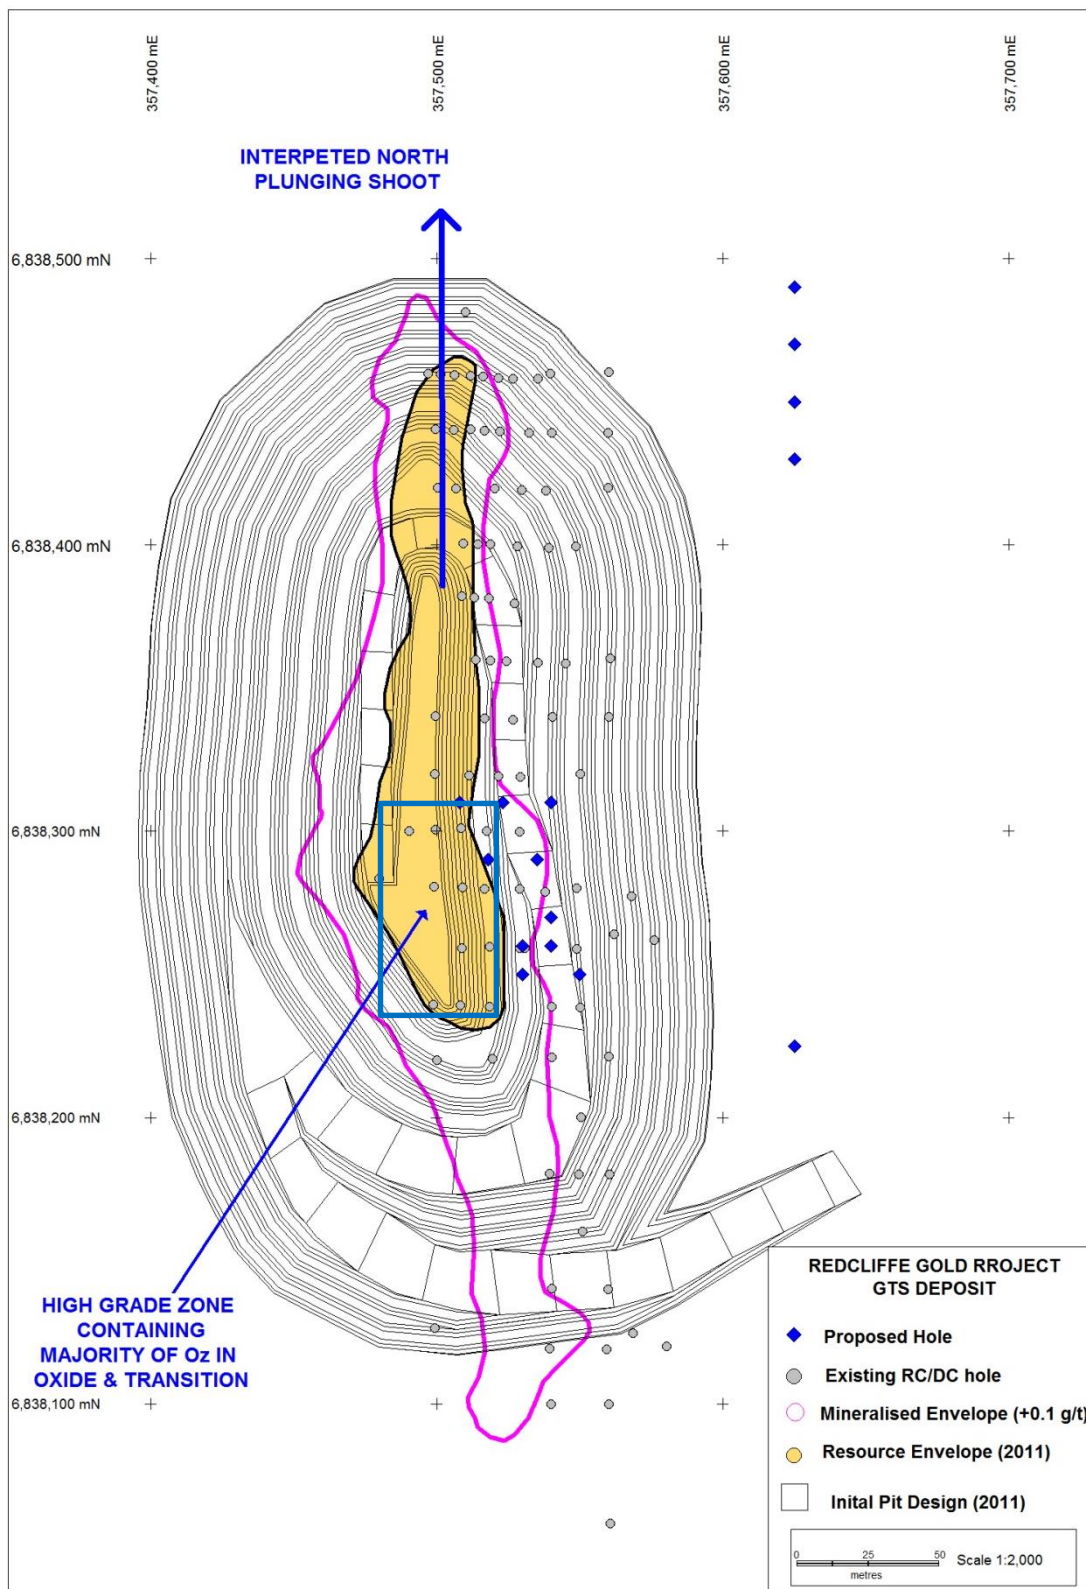 357,400 mE
357,500 mE
357,600 mE
357,700 mE
INTERPETED NORTH
PLUNGING SHOOT
6,838,500 mN
6,838,400 mN
6,838,300 mN
6,838,200 mN
6,838,100 mN
HIGH GRADE ZONE
CONTAINING
MAJORITY OF Oz IN
OXIDE & TRANSITION
REDCLIFFE GOLD RROJECT
GTS DEPOSIT
Proposed Hole
Existing RC/DC hole
Mineralised Envelope (+0.1 g/t)
Resource Envelope (2011)
Inital Pit Design (2011)
0 25 50
metres
Scale 1:2,000